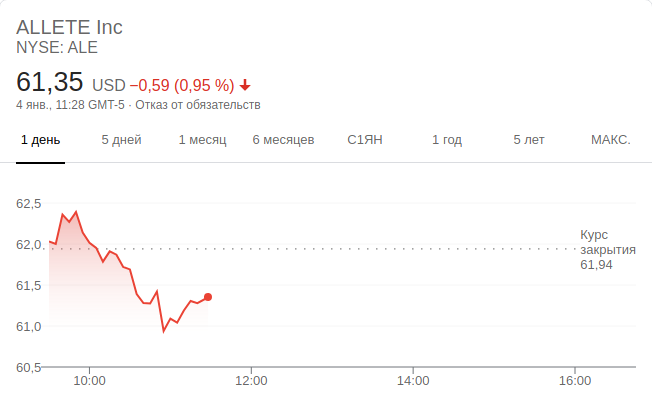 ALLETE Inc
NYSE: ALE
61,35 USD −0,59 (0,95 %)
4 янв., 11:28 GMT-5 · Отказ от обязательств
1 день 5 дней 1 месяц 6 месяцев С1ЯН 1 год 5 лет МАКС.
62,5
62,0
61,5
61,0
60,5
Курс
закрытия
61,94
10:00 12:00 14:00 16:00